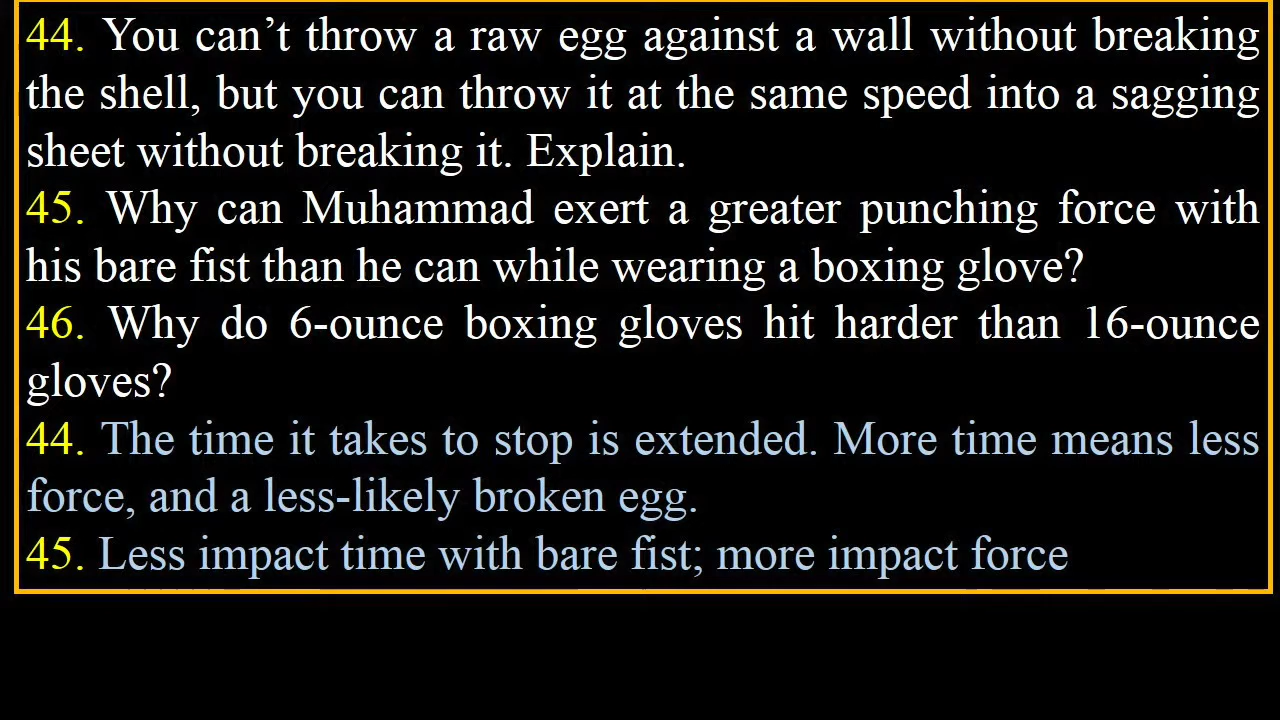 44. You can’t throw a raw egg against a wall without breaking
the shell, but you can throw it at the same speed into a sagging
sheet without breaking it. Explain.
45. Why can Muhammad exert a greater punching force with
his bare fist than he can while wearing a boxing glove?
46. Why do 6-ounce boxing gloves hit harder than 16-ounce
gloves?
44. The time it takes to stop is extended. More time means less
force, and a less-likely broken egg.
45. Less impact time with bare fist; more impact force